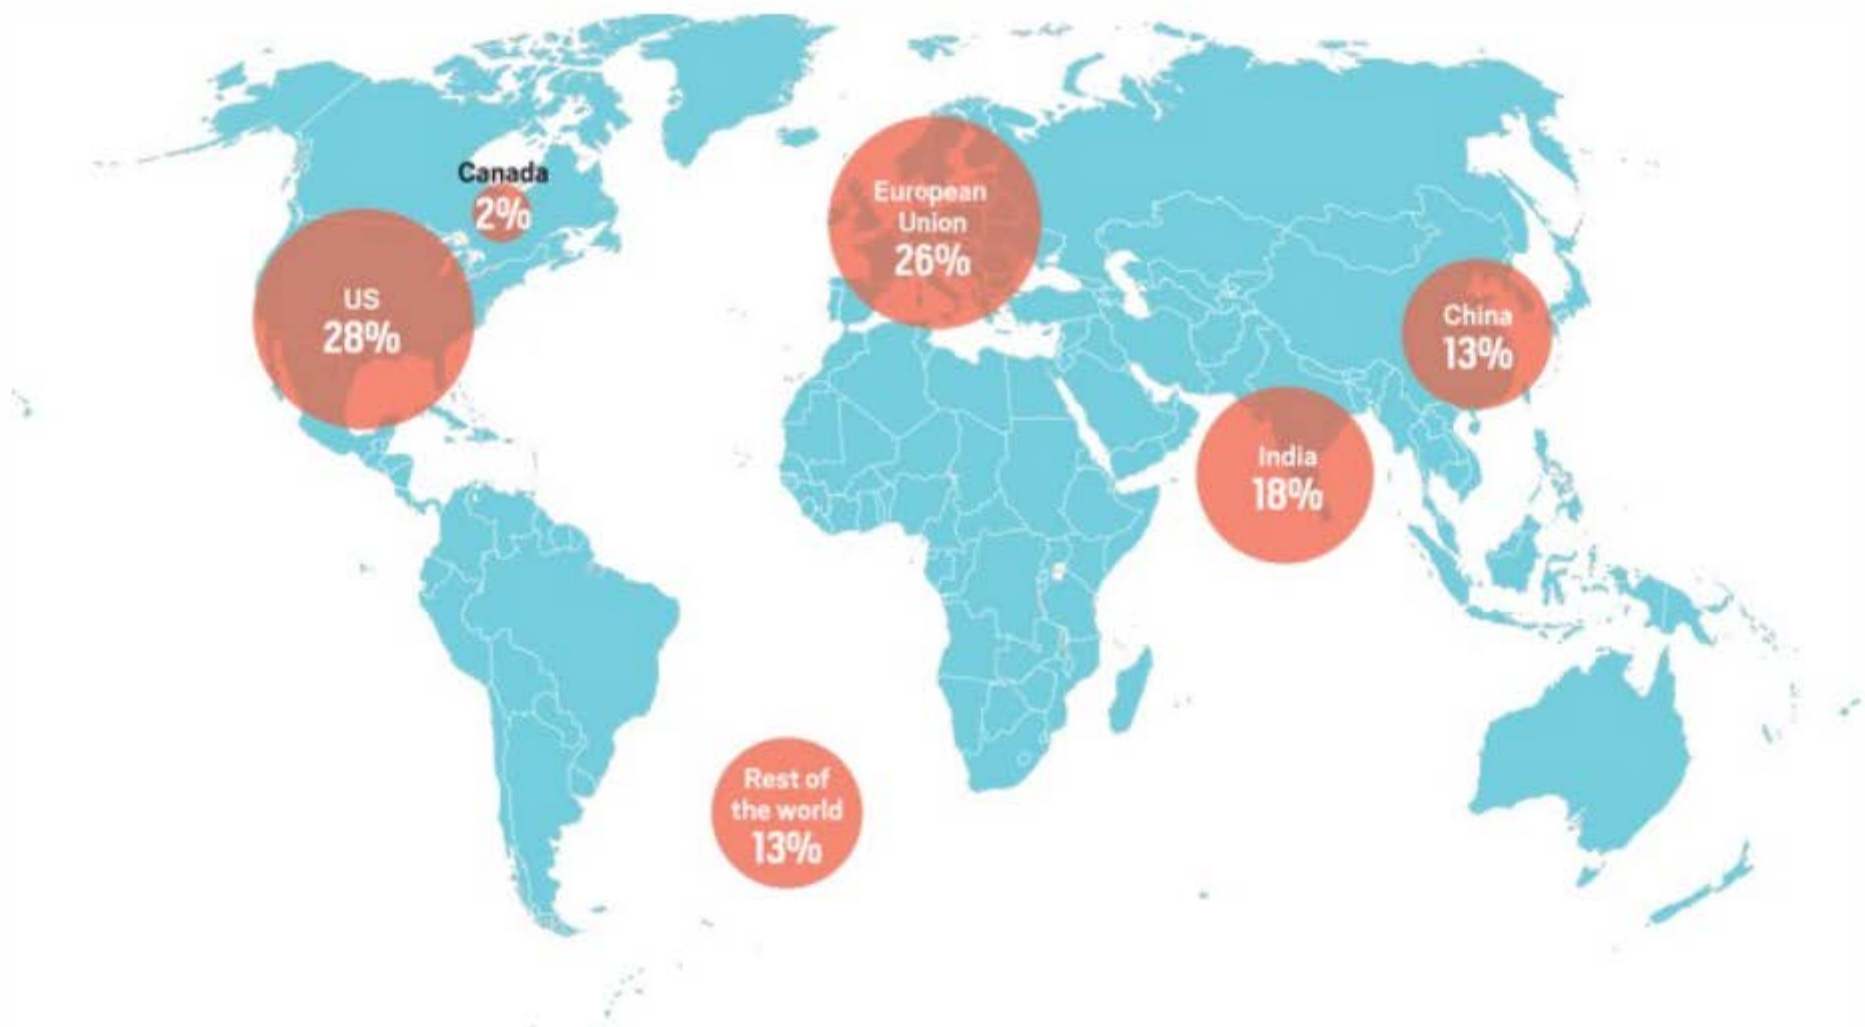 Canada
2%
US
28%
European
Union
26%
China
13%
India
18%
Rest of
the world
13%